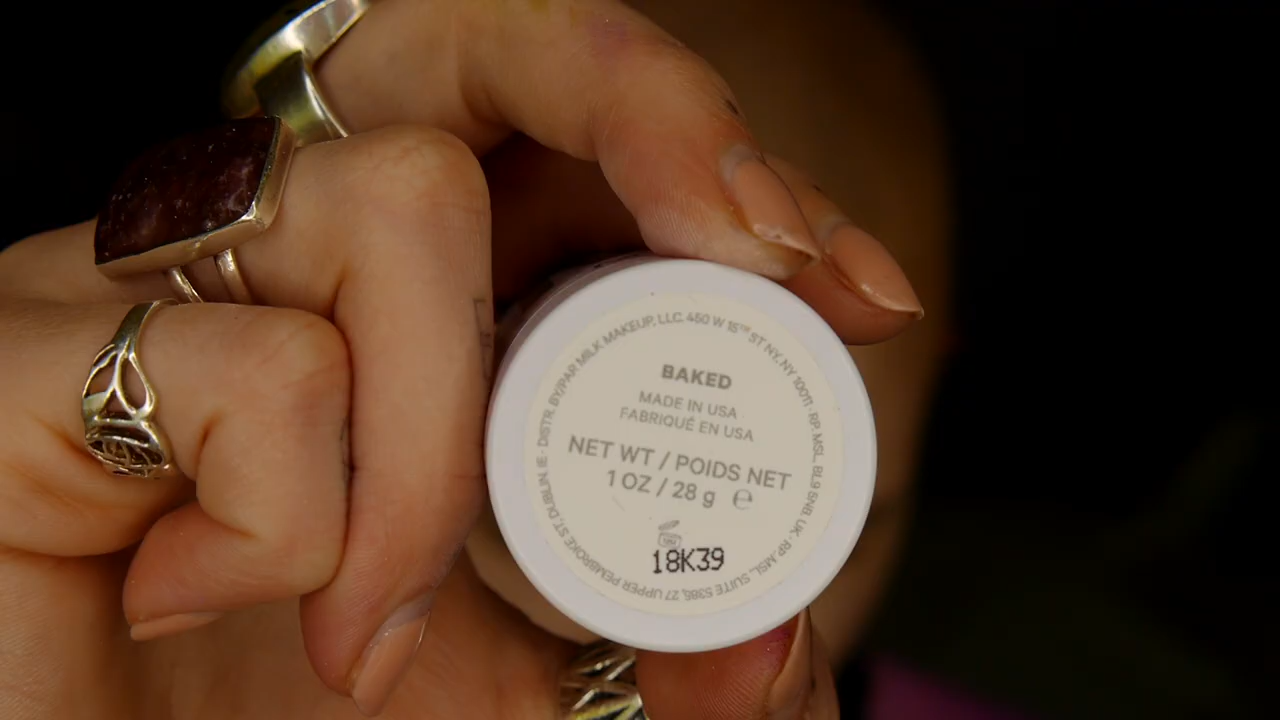 BAKED
MADE IN USA
FABRIQUÉ EN USA
NET WT / POIDS NET
1 OZ / 28 g ℮
18K39
DISTR. BY/PAR MILK MAKEUP, LLC. 450 W 15TH ST NY, NY 10011 · RP. MSL, BL9 6NB, UK · RP. MSL, SUITE 5385, 27 UPPER PEMBROKE ST, DUBLIN, IE ·